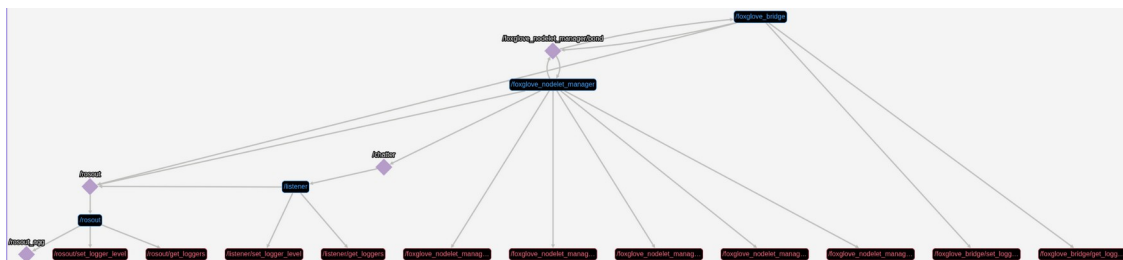 /foxglove_bridge
/foxglove_nodelet_manager/bond
/foxglove_nodelet_manager
/chatter
/rosout
/listener
/rosout
/rosout_agg
/rosout/set_logger_level
/rosout/get_loggers
/listener/set_logger_level
/listener/get_loggers
/foxglove_nodelet_manag...
/foxglove_nodelet_manag...
/foxglove_nodelet_manag...
/foxglove_nodelet_manag...
/foxglove_nodelet_manag...
/foxglove_bridge/set_logg...
/foxglove_bridge/get_logg...